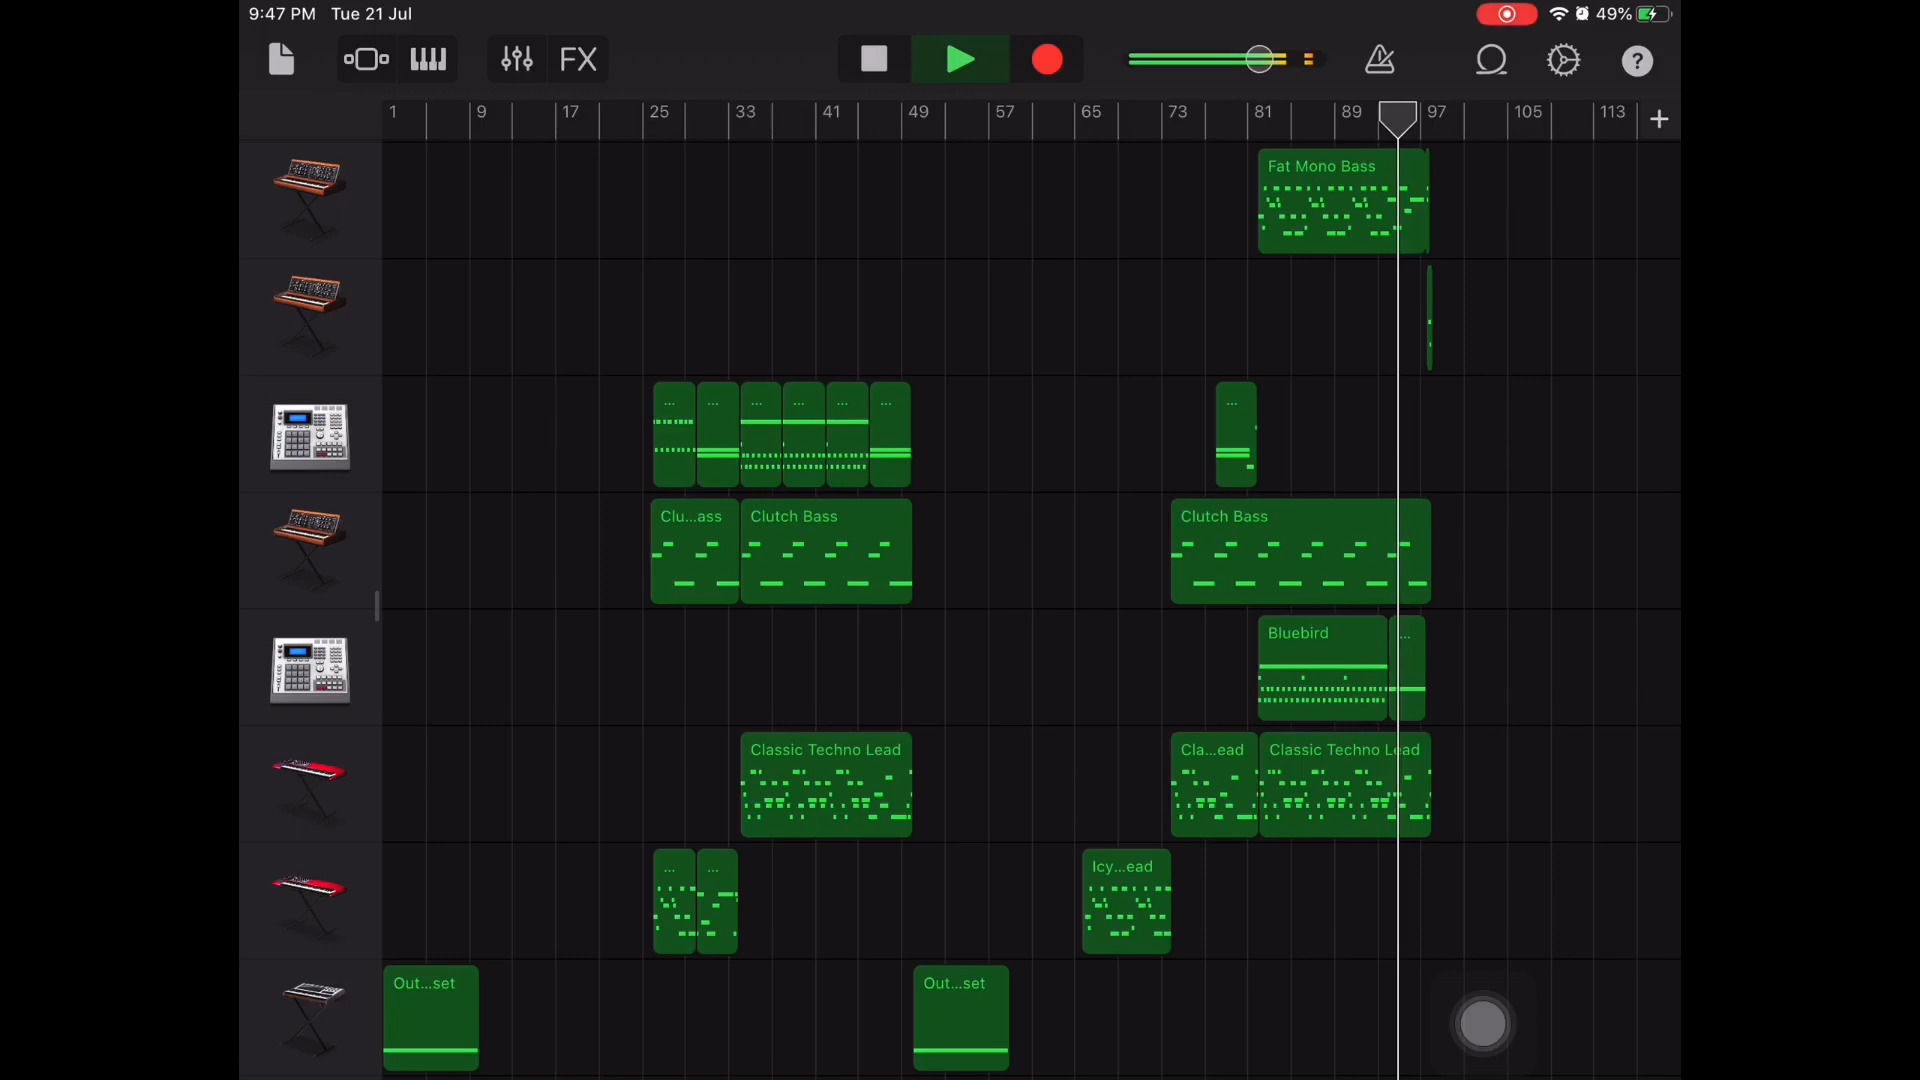 9:47 PM Tue 21 Jul 49%
FX ?
1 9 17 25 33 41 49 57 65 73 81 89 97 105 113 +
Fat Mono Bass
... ... ... ... ... ... ...
Clu...ass Clutch Bass Clutch Bass
Bluebird ...
Classic Techno Lead Cla...ead Classic Techno Lead
... ... Icy...ead
Out...set Out...set